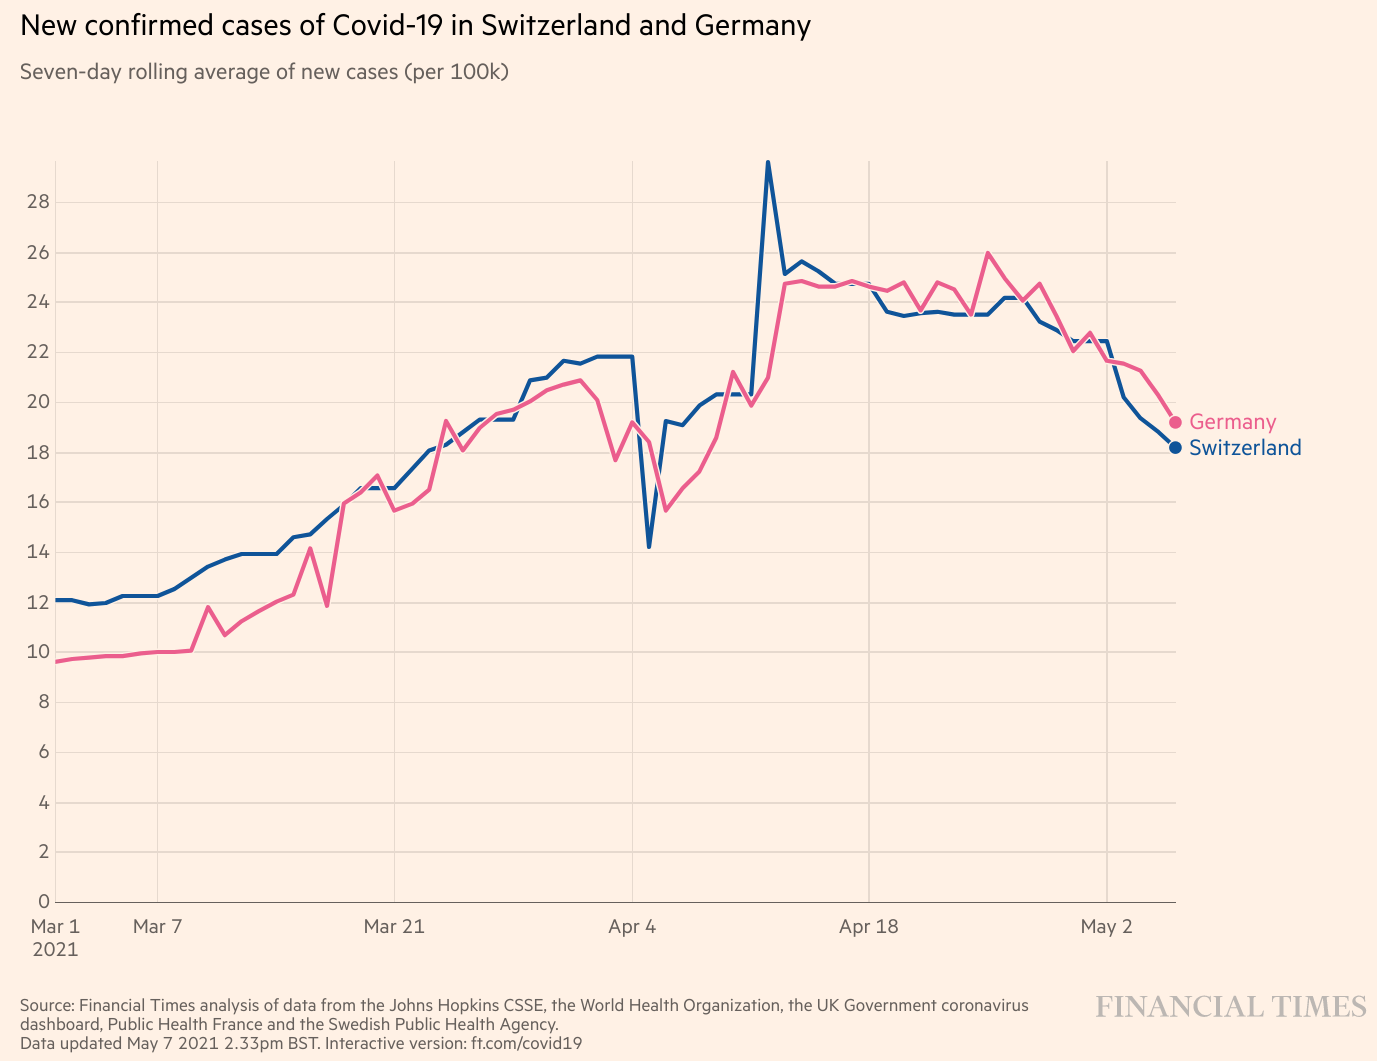 New confirmed cases of Covid-19 in Switzerland and Germany
Seven-day rolling average of new cases (per 100k)
28
26
24
22
20
18
16
14
12
10
8
6
4
2
0
Germany
Switzerland
Mar 1 Mar 7 Mar 21 Apr 4 Apr 18 May 2
2021
Source: Financial Times analysis of data from the Johns Hopkins CSSE, the World Health Organization, the UK Government coronavirus
dashboard, Public Health France and the Swedish Public Health Agency.
Data updated May 7 2021 2.33pm BST. Interactive version: ft.com/covid19
FINANCIAL TIMES